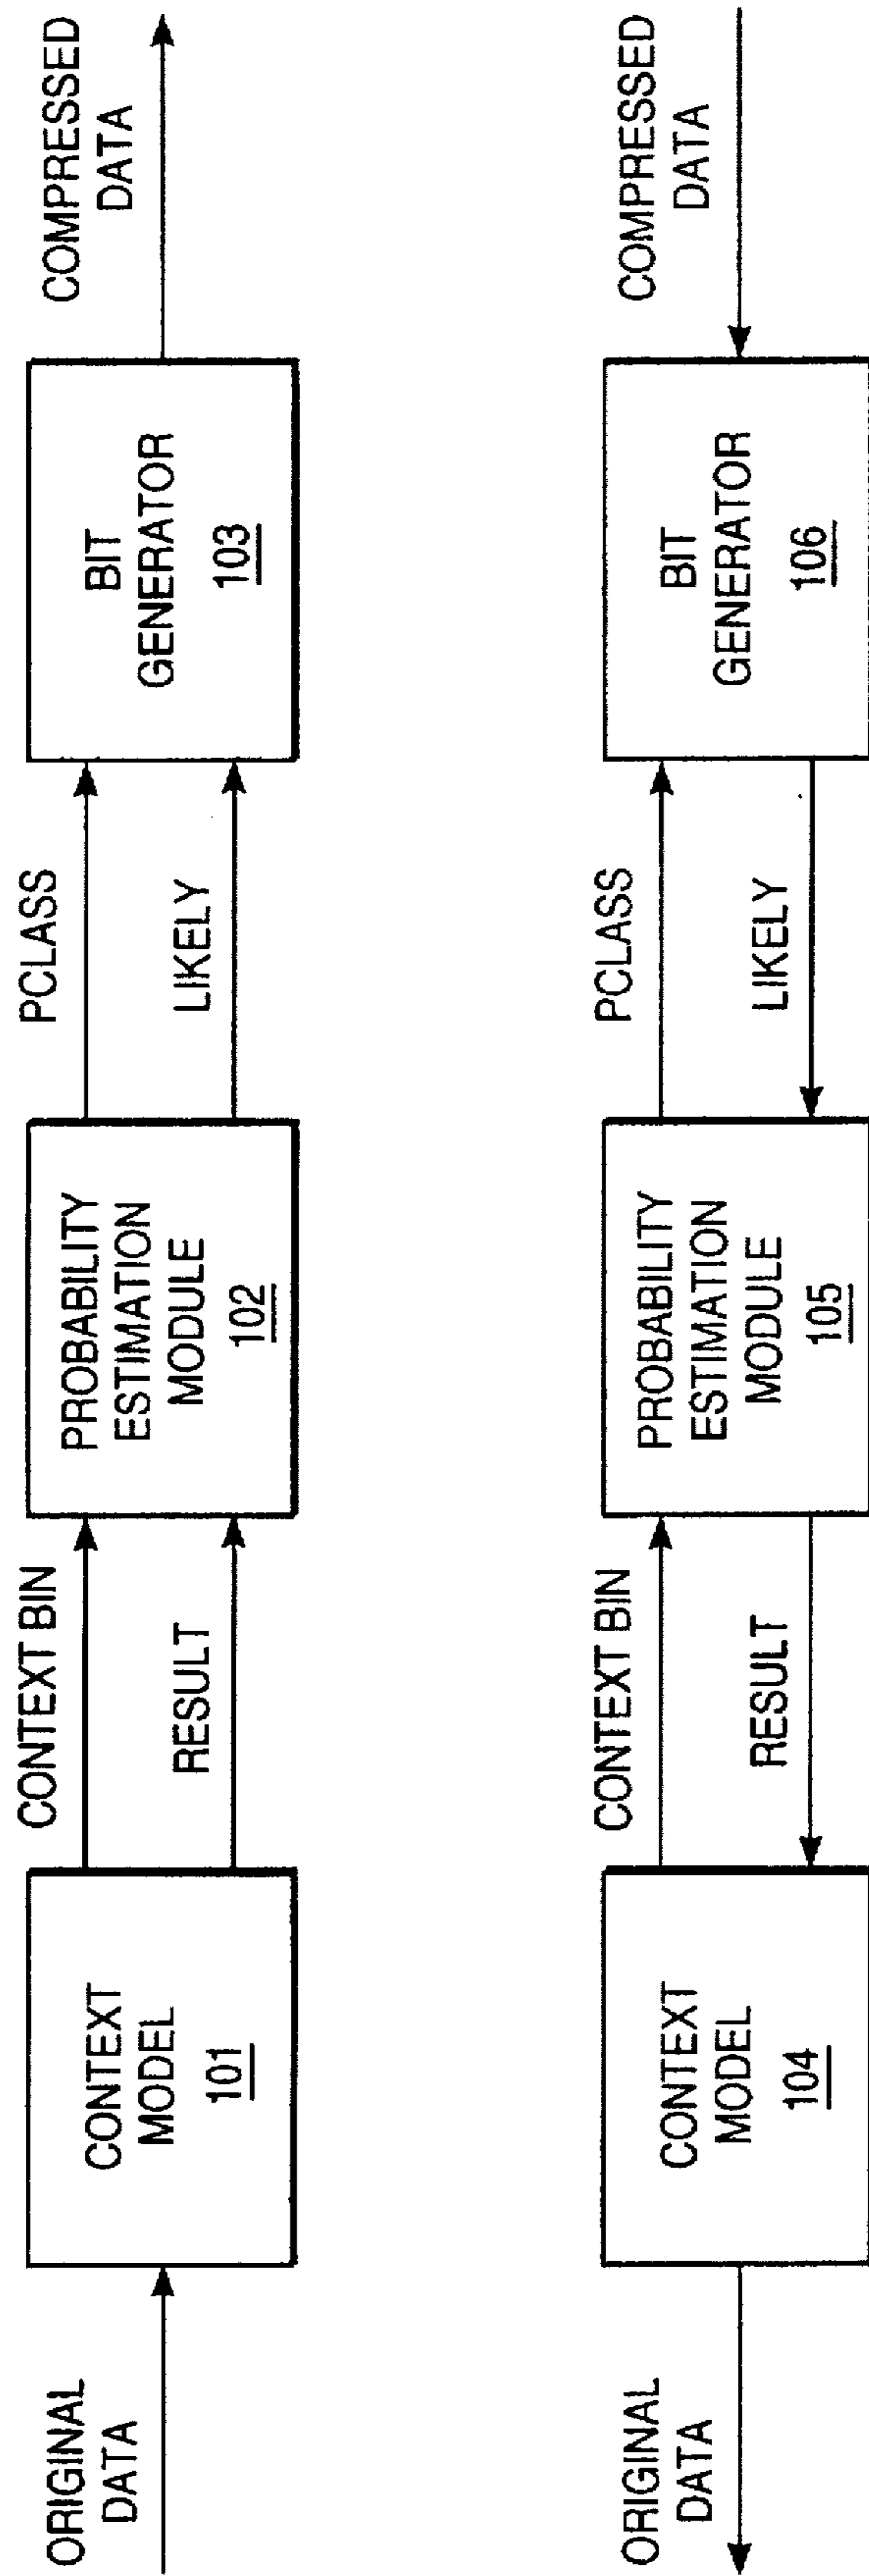 ORIGINAL
DATA
CONTEXT
MODEL
101
CONTEXT BIN
RESULT
PROBABILITY
ESTIMATION
MODULE
102
PCLASS
LIKELY
BIT
GENERATOR
103
COMPRESSED
DATA
ORIGINAL
DATA
CONTEXT
MODEL
104
CONTEXT BIN
RESULT
PROBABILITY
ESTIMATION
MODULE
105
PCLASS
LIKELY
BIT
GENERATOR
106
COMPRESSED
DATA